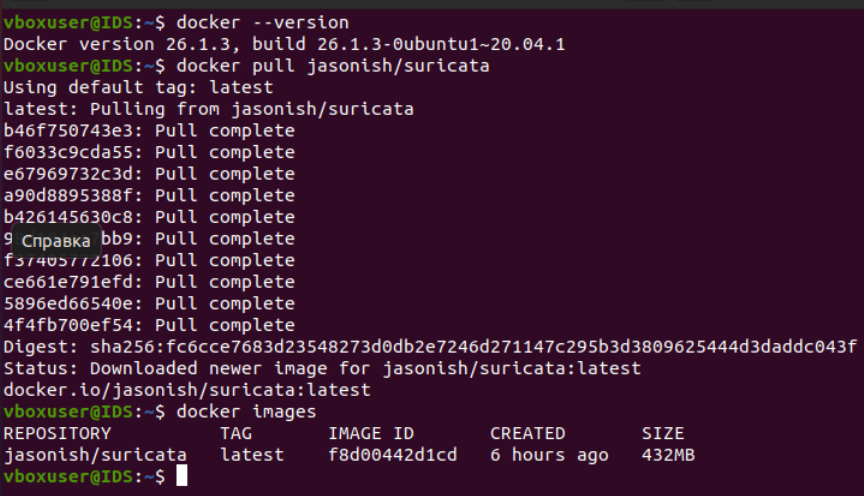 vboxuser@IDS:~$ docker --version
Docker version 26.1.3, build 26.1.3-0ubuntu1~20.04.1
vboxuser@IDS:~$ docker pull jasonish/suricata
Using default tag: latest
latest: Pulling from jasonish/suricata
b46f750743e3: Pull complete
f6033c9cda55: Pull complete
e67969732c3d: Pull complete
a90d8895388f: Pull complete
b426145630c8: Pull complete
Справка : Pull complete
f37405772106: Pull complete
ce661e791efd: Pull complete
5896ed66540e: Pull complete
4f4fb700ef54: Pull complete
Digest: sha256:fc6cce7683d23548273d0db2e7246d271147c295b3d3809625444d3daddc043f
Status: Downloaded newer image for jasonish/suricata:latest
docker.io/jasonish/suricata:latest
vboxuser@IDS:~$ docker images
REPOSITORY TAG IMAGE ID CREATED SIZE
jasonish/suricata latest f8d00442d1cd 6 hours ago 432MB
vboxuser@IDS:~$